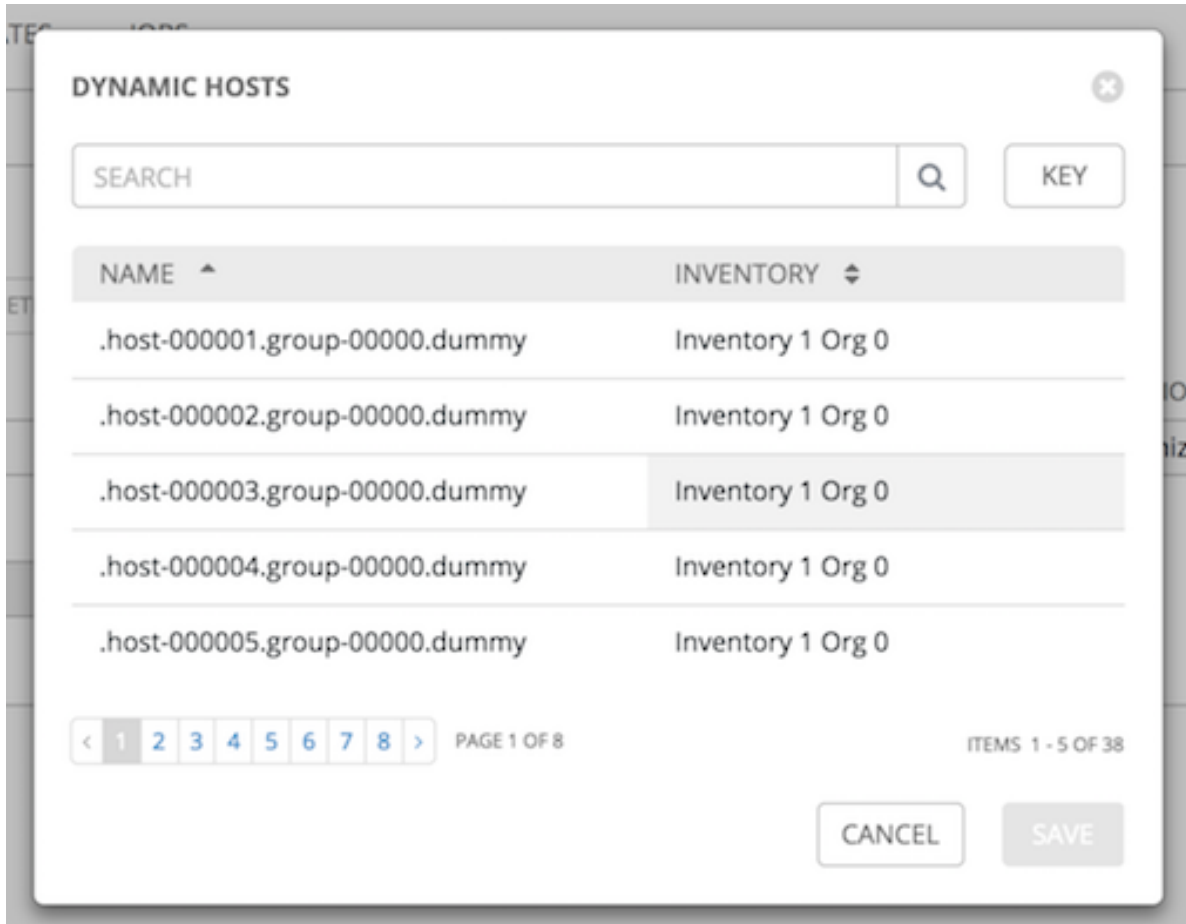 DYNAMIC HOSTS
SEARCH
KEY
NAME INVENTORY
.host-000001.group-00000.dummy Inventory 1 Org 0
.host-000002.group-00000.dummy Inventory 1 Org 0
.host-000003.group-00000.dummy Inventory 1 Org 0
.host-000004.group-00000.dummy Inventory 1 Org 0
.host-000005.group-00000.dummy Inventory 1 Org 0
< 1 2 3 4 5 6 7 8 > PAGE 1 OF 8 ITEMS 1 - 5 OF 38
CANCEL SAVE